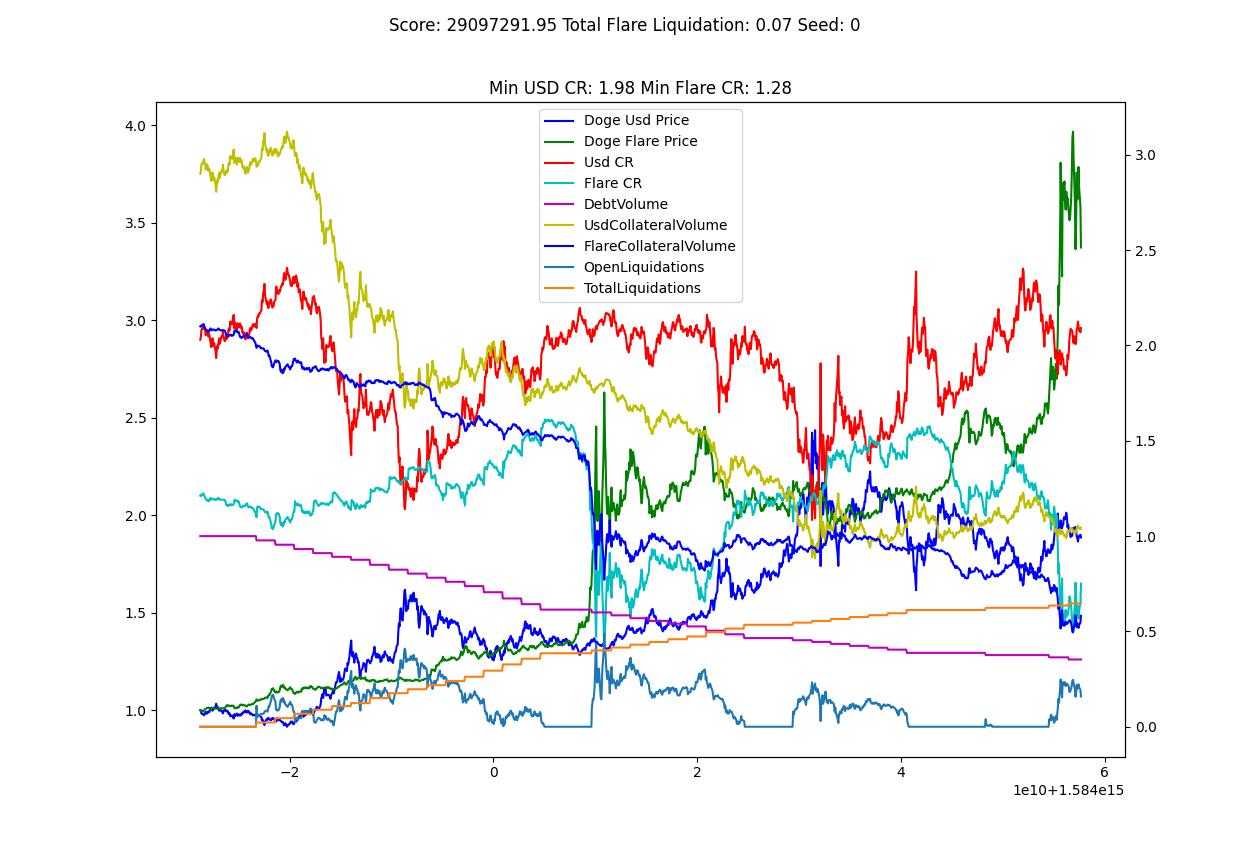 Score: 29097291.95 Total Flare Liquidation: 0.07 Seed: 0
Min USD CR: 1.98 Min Flare CR: 1.28
Doge Usd Price
Doge Flare Price
Usd CR
Flare CR
DebtVolume
UsdCollateralVolume
FlareCollateralVolume
OpenLiquidations
TotalLiquidations
4.0
3.5
3.0
2.5
2.0
1.5
1.0
3.0
2.5
2.0
1.5
1.0
0.5
0.0
−2
0
2
4
6
1e10+1.584e15